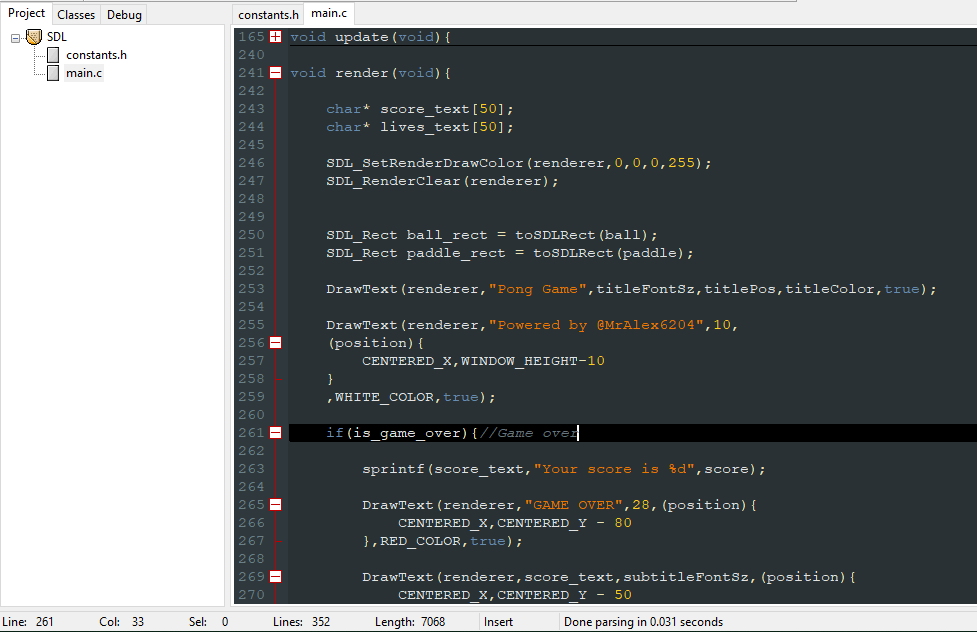 Project Classes Debug
SDL
constants.h
main.c
constants.h main.c
165 void update(void){
240
241 void render(void){
242
243 char* score_text[50];
244 char* lives_text[50];
245
246 SDL_SetRenderDrawColor(renderer,0,0,0,255);
247 SDL_RenderClear(renderer);
248
249
250 SDL_Rect ball_rect = toSDLRect(ball);
251 SDL_Rect paddle_rect = toSDLRect(paddle);
252
253 DrawText(renderer,"Pong Game",titleFontSz,titlePos,titleColor,true);
254
255 DrawText(renderer,"Powered by @MrAlex6204",10,
256 (position){
257 CENTERED_X,WINDOW_HEIGHT-10
258 }
259 ,WHITE_COLOR,true);
260
261 if(is_game_over){//Game over
262
263 sprintf(score_text,"Your score is %d",score);
264
265 DrawText(renderer,"GAME OVER",28,(position){
266 CENTERED_X,CENTERED_Y - 80
267 },RED_COLOR,true);
268
269 DrawText(renderer,score_text,subtitleFontSz,(position){
270 CENTERED_X,CENTERED_Y - 50
Line: 261 Col: 33 Sel: 0 Lines: 352 Length: 7068 Insert Done parsing in 0.031 seconds